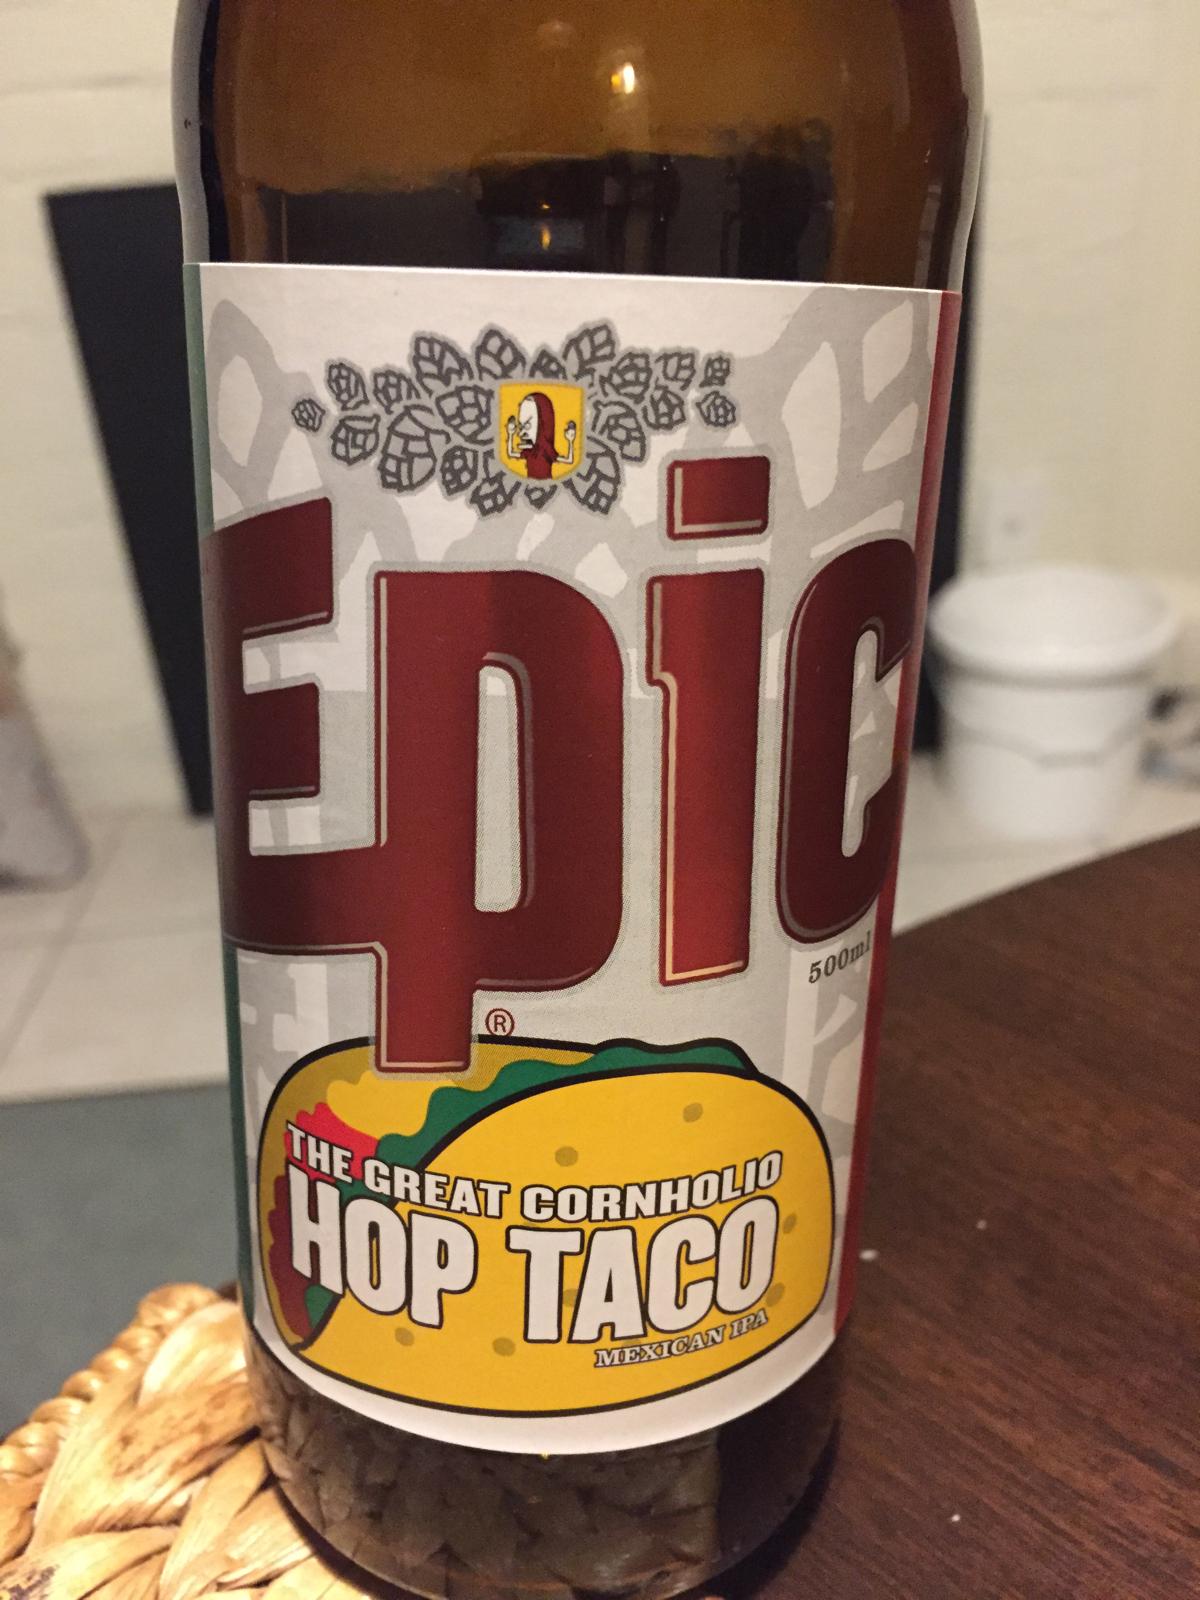 Epic
500ml
®
THE GREAT CORNHOLIO
HOP TACO
MEXICAN IPA